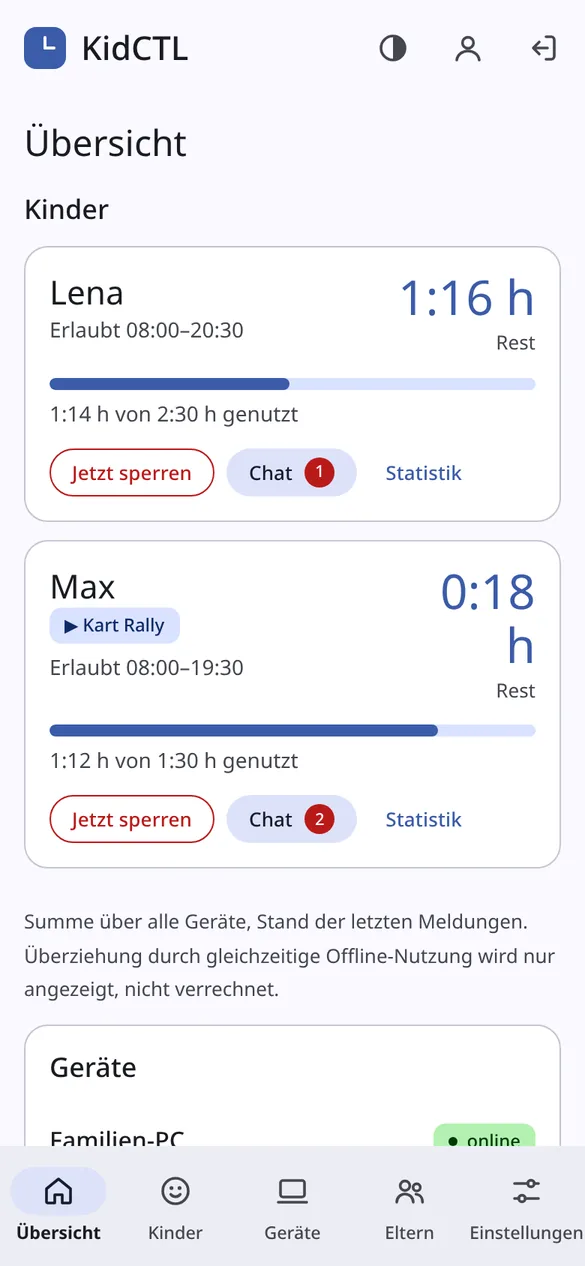 KidCTL
Übersicht
Kinder
Lena
1:16 h
Erlaubt 08:00–20:30
Rest
1:14 h von 2:30 h genutzt
Jetzt sperren
Chat 1
Statistik
Max
0:18
h
▶ Kart Rally
Erlaubt 08:00–19:30
Rest
1:12 h von 1:30 h genutzt
Jetzt sperren
Chat 2
Statistik
Summe über alle Geräte, Stand der letzten Meldungen.
Überziehung durch gleichzeitige Offline-Nutzung wird nur
angezeigt, nicht verrechnet.
Geräte
Familien-PC
● online
Übersicht
Kinder
Geräte
Eltern
Einstellungen